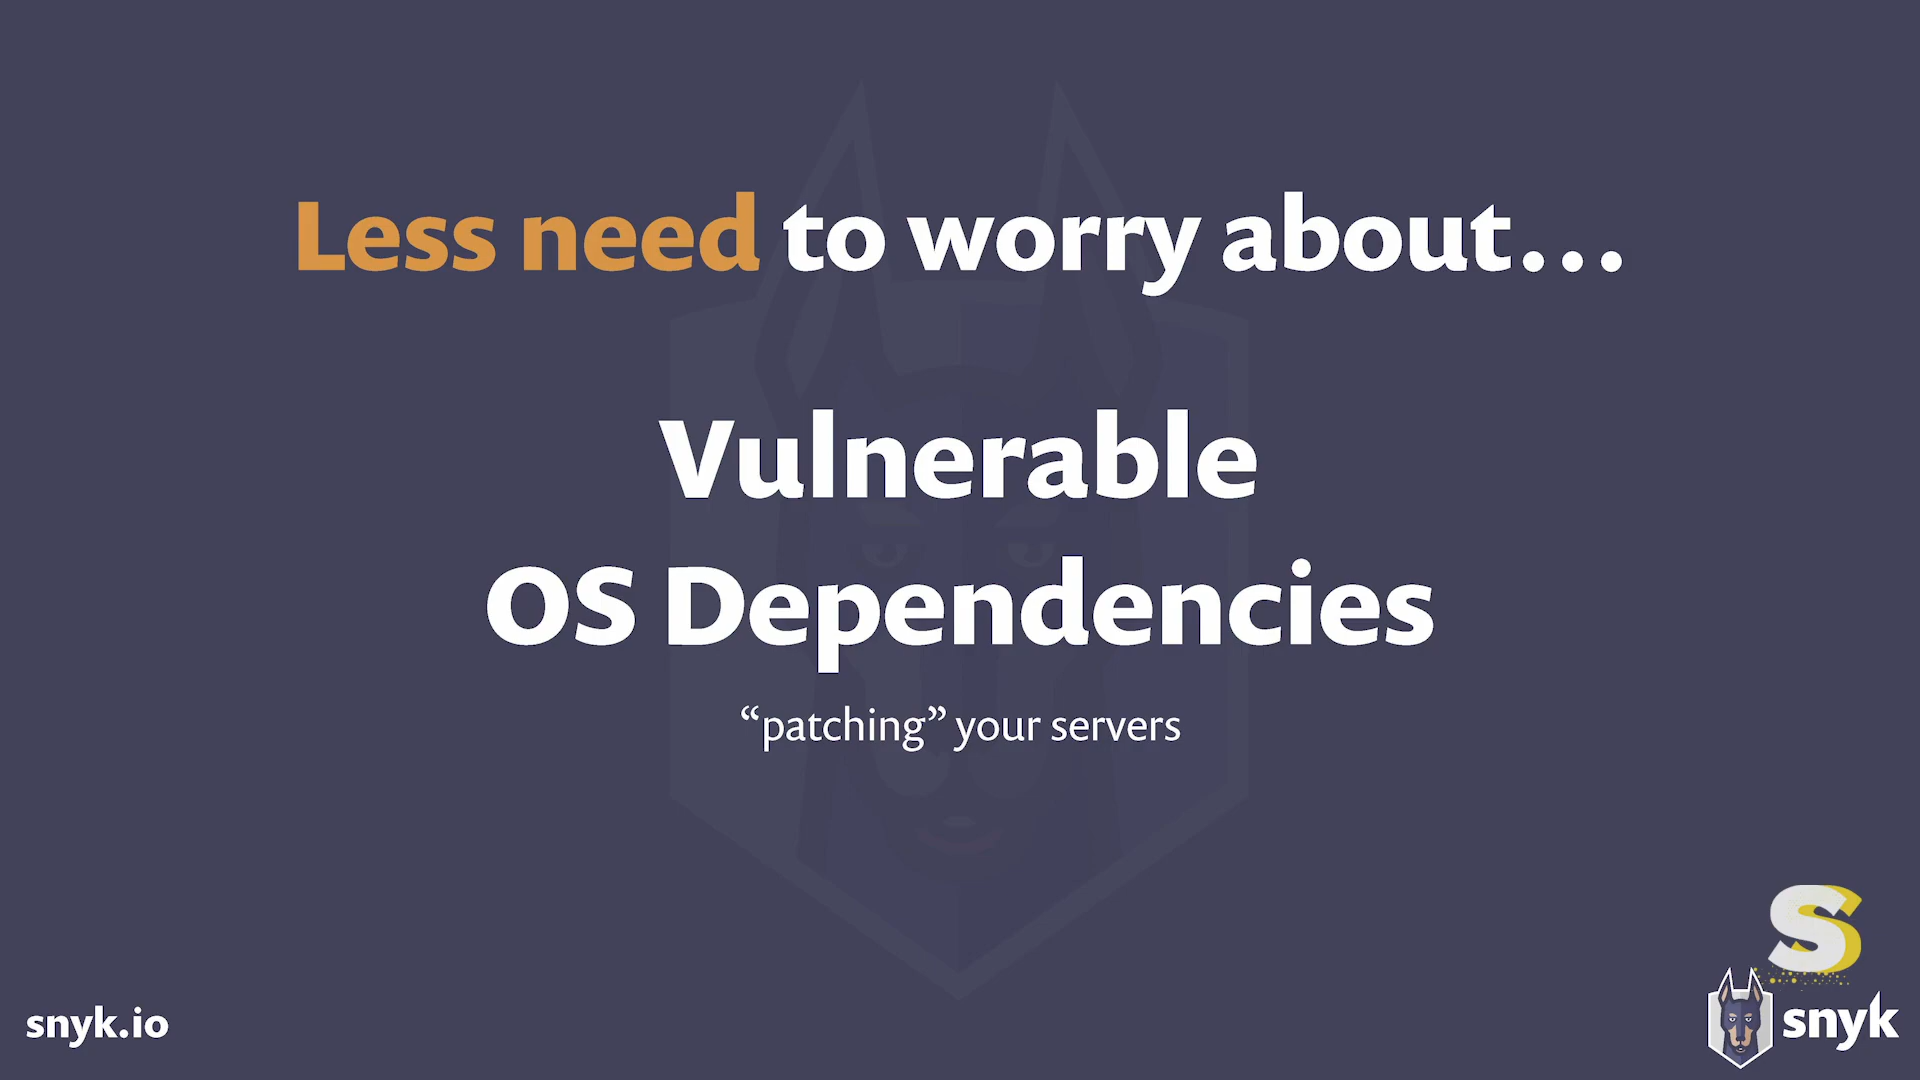 Less need to worry about…
Vulnerable
OS Dependencies
“patching” your servers
S
snyk.io
snyk